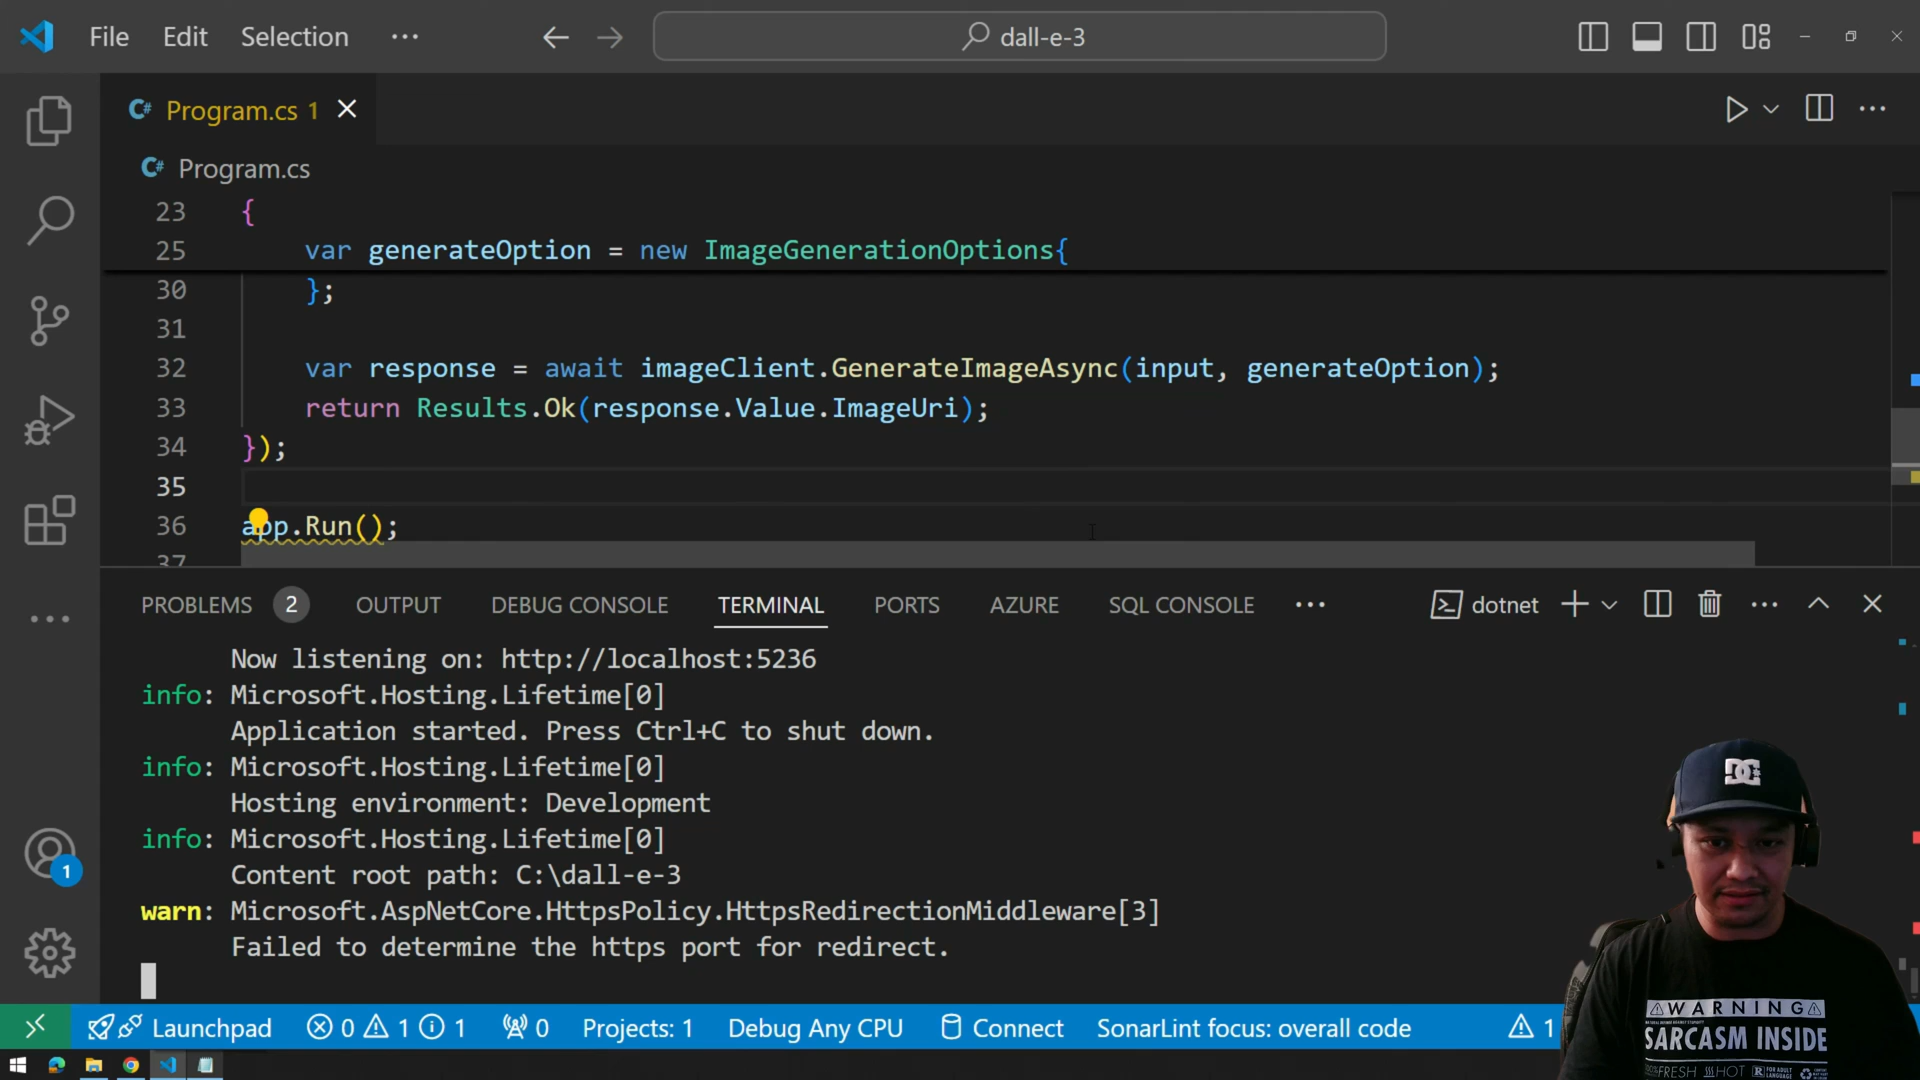 File Edit Selection ··· dall-e-3
C# Program.cs 1
C# Program.cs
23 {
25 var generateOption = new ImageGenerationOptions{
30 };
31
32 var response = await imageClient.GenerateImageAsync(input, generateOption);
33 return Results.Ok(response.Value.ImageUri);
34 });
35
36 app.Run();
37
PROBLEMS 2 OUTPUT DEBUG CONSOLE TERMINAL PORTS AZURE SQL CONSOLE ··· dotnet
Now listening on: http://localhost:5236
info: Microsoft.Hosting.Lifetime[0]
Application started. Press Ctrl+C to shut down.
info: Microsoft.Hosting.Lifetime[0]
Hosting environment: Development
info: Microsoft.Hosting.Lifetime[0]
Content root path: C:\dall-e-3
warn: Microsoft.AspNetCore.HttpsPolicy.HttpsRedirectionMiddleware[3]
Failed to determine the https port for redirect.
1
Launchpad 0 1 1 0 Projects: 1 Debug Any CPU Connect SonarLint focus: overall code 1
DC
WARNING
SARCASM INSIDE
FRESH HOT